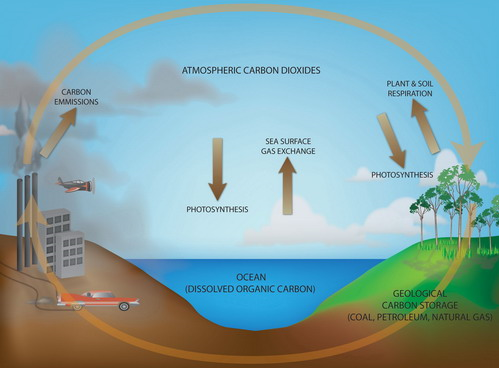 ATMOSPHERIC CARBON DIOXIDES
CARBON
EMMISSIONS
PLANT & SOIL
RESPIRATION
SEA SURFACE
GAS EXCHANGE
PHOTOSYNTHESIS
PHOTOSYNTHESIS
OCEAN
(DISSOLVED ORGANIC CARBON)
GEOLOGICAL
CARBON STORAGE
(COAL, PETROLEUM, NATURAL GAS)